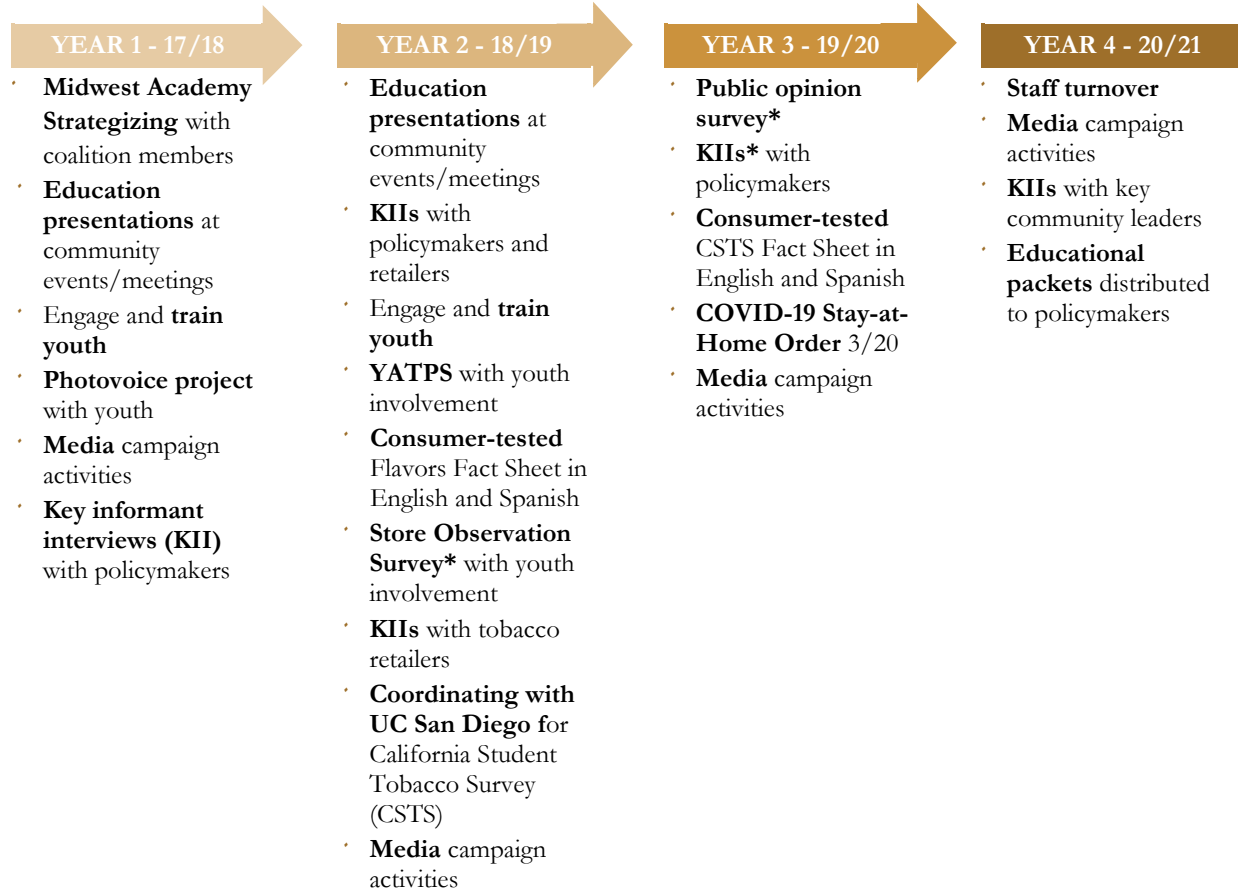 YEAR 1 - 17/18
· Midwest Academy
Strategizing with
coalition members
· Education
presentations at
community
events/meetings
· Engage and train
youth
· Photovoice project
with youth
· Media campaign
activities
· Key informant
interviews (KII)
with policymakers
YEAR 2 - 18/19
· Education
presentations at
community
events/meetings
· KIIs with
policymakers and
retailers
· Engage and train
youth
· YATPS with youth
involvement
· Consumer-tested
Flavors Fact Sheet in
English and Spanish
· Store Observation
Survey* with youth
involvement
· KIIs with tobacco
retailers
· Coordinating with
UC San Diego for
California Student
Tobacco Survey
(CSTS)
· Media campaign
activities
YEAR 3 - 19/20
· Public opinion
survey*
· KIIs* with
policymakers
· Consumer-tested
CSTS Fact Sheet in
English and Spanish
· COVID-19 Stay-at-
Home Order 3/20
· Media campaign
activities
YEAR 4 - 20/21
· Staff turnover
· Media campaign
activities
· KIIs with key
community leaders
· Educational
packets distributed
to policymakers